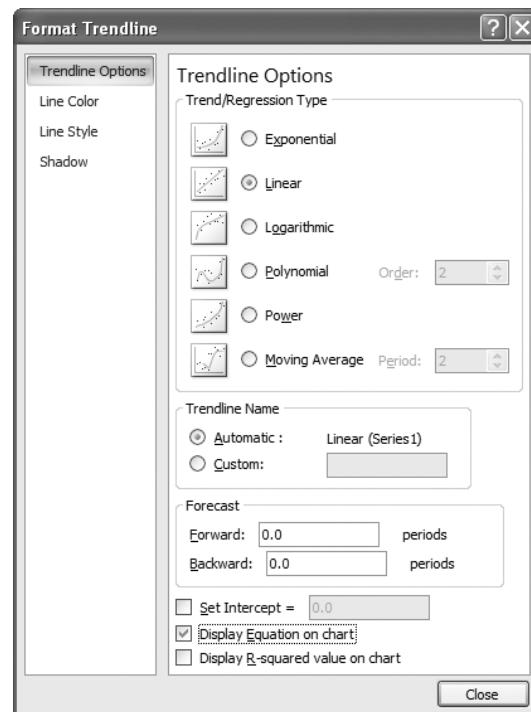 Format Trendline
Trendline Options
Line Color
Line Style
Shadow
Trendline Options
Trend/Regression Type
Exponential
Linear
Logarithmic
Polynomial Order: 2
Power
Moving Average Period: 2
Trendline Name
Automatic : Linear (Series1)
Custom:
Forecast
Forward: 0.0 periods
Backward: 0.0 periods
Set Intercept = 0.0
Display Equation on chart
Display R-squared value on chart
Close